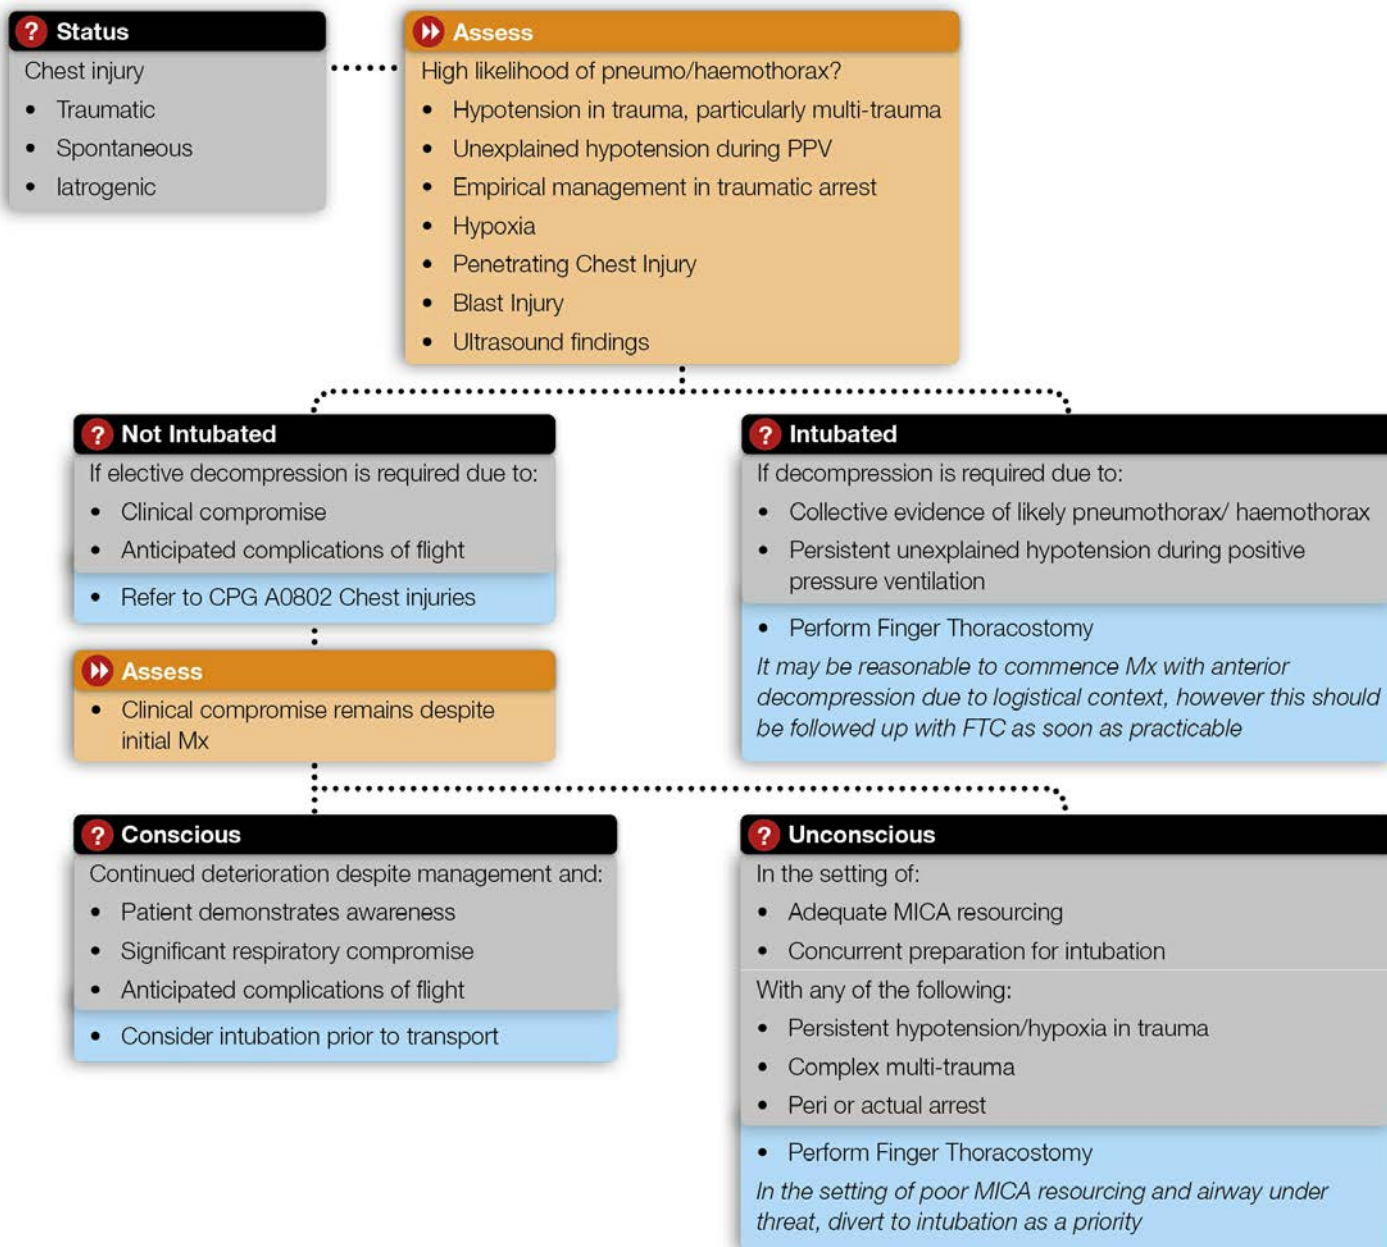 ? Status
Chest injury
• Traumatic
• Spontaneous
• Iatrogenic
Assess
High likelihood of pneumo/haemothorax?
• Hypotension in trauma, particularly multi-trauma
• Unexplained hypotension during PPV
• Empirical management in traumatic arrest
• Hypoxia
• Penetrating Chest Injury
• Blast Injury
• Ultrasound findings
? Not Intubated
If elective decompression is required due to:
• Clinical compromise
• Anticipated complications of flight
• Refer to CPG A0802 Chest injuries
? Intubated
If decompression is required due to:
• Collective evidence of likely pneumothorax/ haemothorax
• Persistent unexplained hypotension during positive
pressure ventilation
• Perform Finger Thoracostomy
It may be reasonable to commence Mx with anterior
decompression due to logistical context, however this should
be followed up with FTC as soon as practicable
Assess
• Clinical compromise remains despite
initial Mx
? Conscious
Continued deterioration despite management and:
• Patient demonstrates awareness
• Significant respiratory compromise
• Anticipated complications of flight
• Consider intubation prior to transport
? Unconscious
In the setting of:
• Adequate MICA resourcing
• Concurrent preparation for intubation
With any of the following:
• Persistent hypotension/hypoxia in trauma
• Complex multi-trauma
• Peri or actual arrest
• Perform Finger Thoracostomy
In the setting of poor MICA resourcing and airway under
threat, divert to intubation as a priority